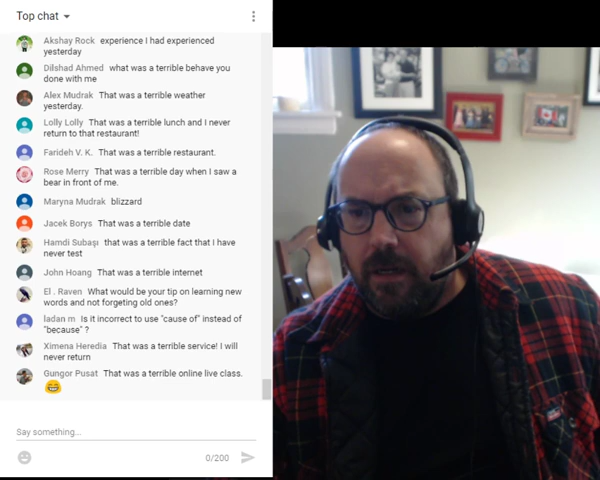 Top chat
Akshay Rock experience I had experienced
yesterday
Dilshad Ahmed what was a terrible behave you
done with me
Alex Mudrak That was a terrible weather
yesterday.
Lolly Lolly That was a terrible lunch and I never
return to that restaurant!
Farideh V. K. That was a terrible restaurant.
Rose Merry That was a terrible day when I saw a
bear in front of me.
Maryna Mudrak blizzard
Jacek Borys That was a terrible date
Hamdi Subaşı that was a terrible fact that I have
never test
John Hoang That was a terrible internet
El . Raven What would be your tip on learning new
words and not forgeting old ones?
ladan m Is it incorrect to use "cause of" instead of
"because" ?
Ximena Heredia That was a terrible service! I will
never return
Gungor Pusat That was a terrible online live class.
Say something...
0/200